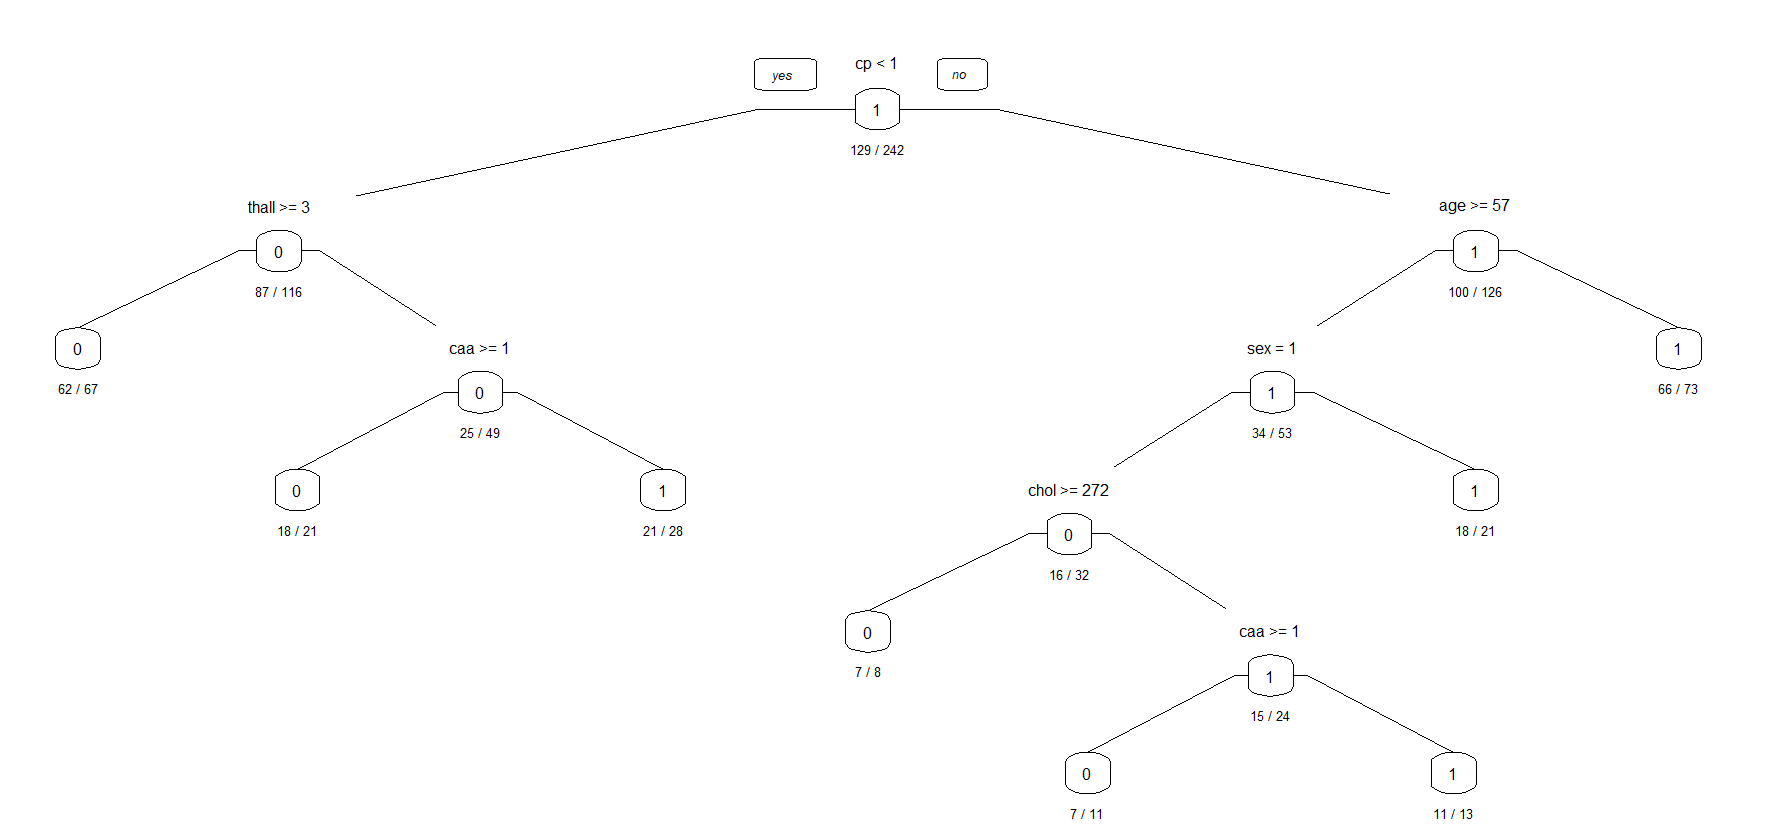 cp < 1
yes
no
1
129 / 242
thall >= 3
age >= 57
0
1
87 / 116
100 / 126
0
caa >= 1
sex = 1
1
62 / 67
0
1
66 / 73
25 / 49
34 / 53
0
1
chol >= 272
1
18 / 21
21 / 28
0
18 / 21
16 / 32
0
caa >= 1
7 / 8
1
15 / 24
0
1
7 / 11
11 / 13